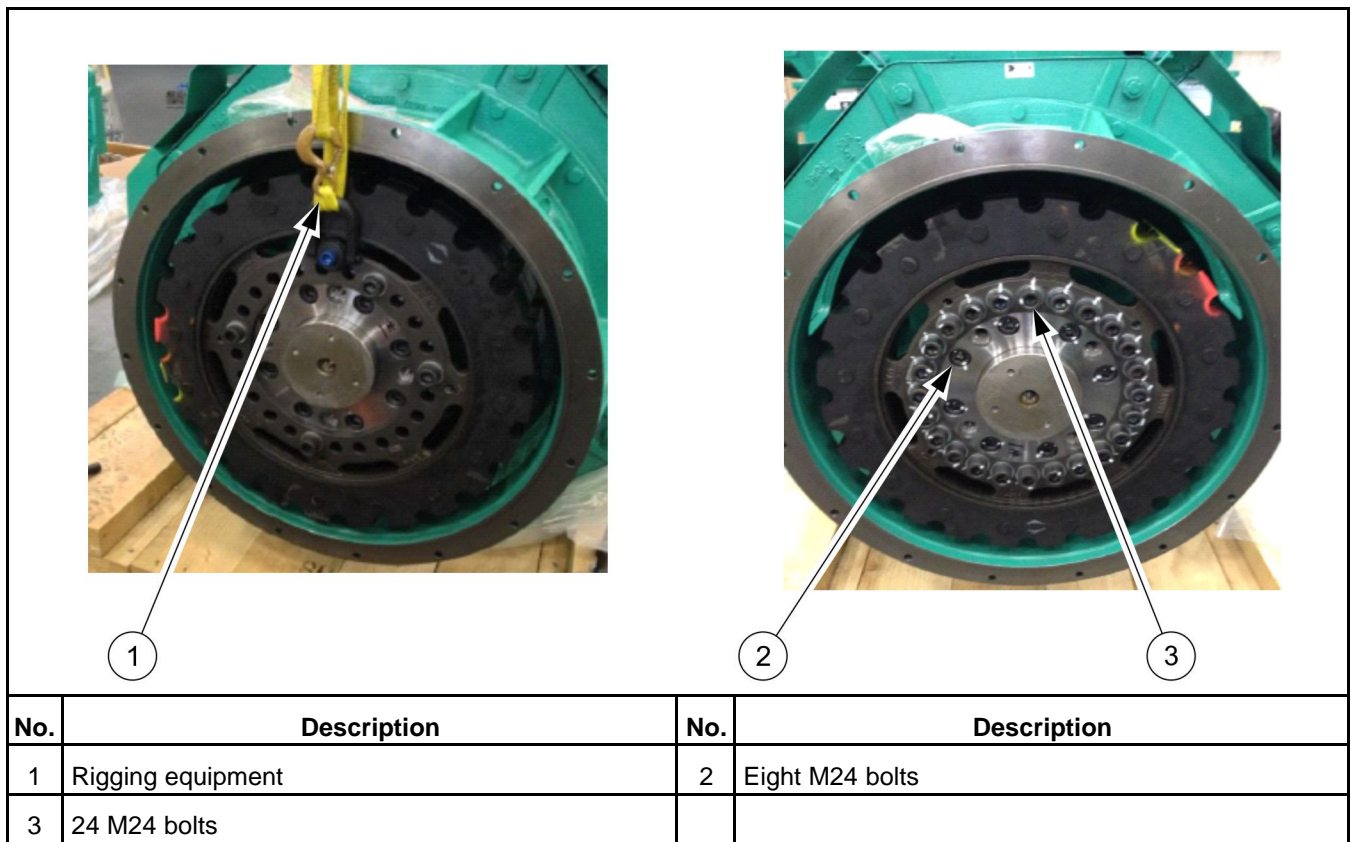 1
2
3
No. Description No. Description
1 Rigging equipment 2 Eight M24 bolts
3 24 M24 bolts